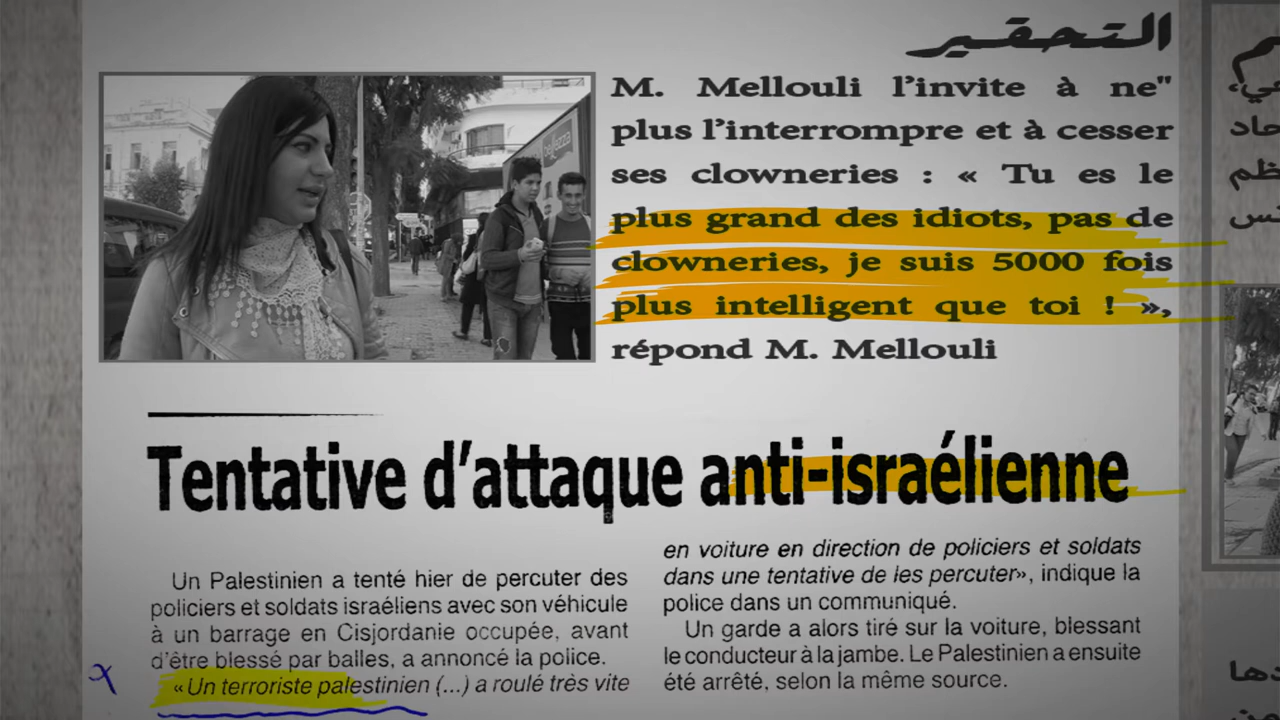 التحقير
M. Mellouli l'invite à ne"
plus l'interrompre et à cesser
ses clowneries : « Tu es le
plus grand des idiots, pas de
clowneries, je suis 5000 fois
plus intelligent que toi ! »,
répond M. Mellouli
Tentative d'attaque anti-israélienne
Un Palestinien a tenté hier de percuter des
policiers et soldats israéliens avec son véhicule
à un barrage en Cisjordanie occupée, avant
d'être blessé par balles, a annoncé la police.
«Un terroriste palestinien (...) a roulé très vite
en voiture en direction de policiers et soldats
dans une tentative de les percuter», indique la
police dans un communiqué.
Un garde a alors tiré sur la voiture, blessant
le conducteur à la jambe. Le Palestinien a ensuite
été arrêté, selon la même source.